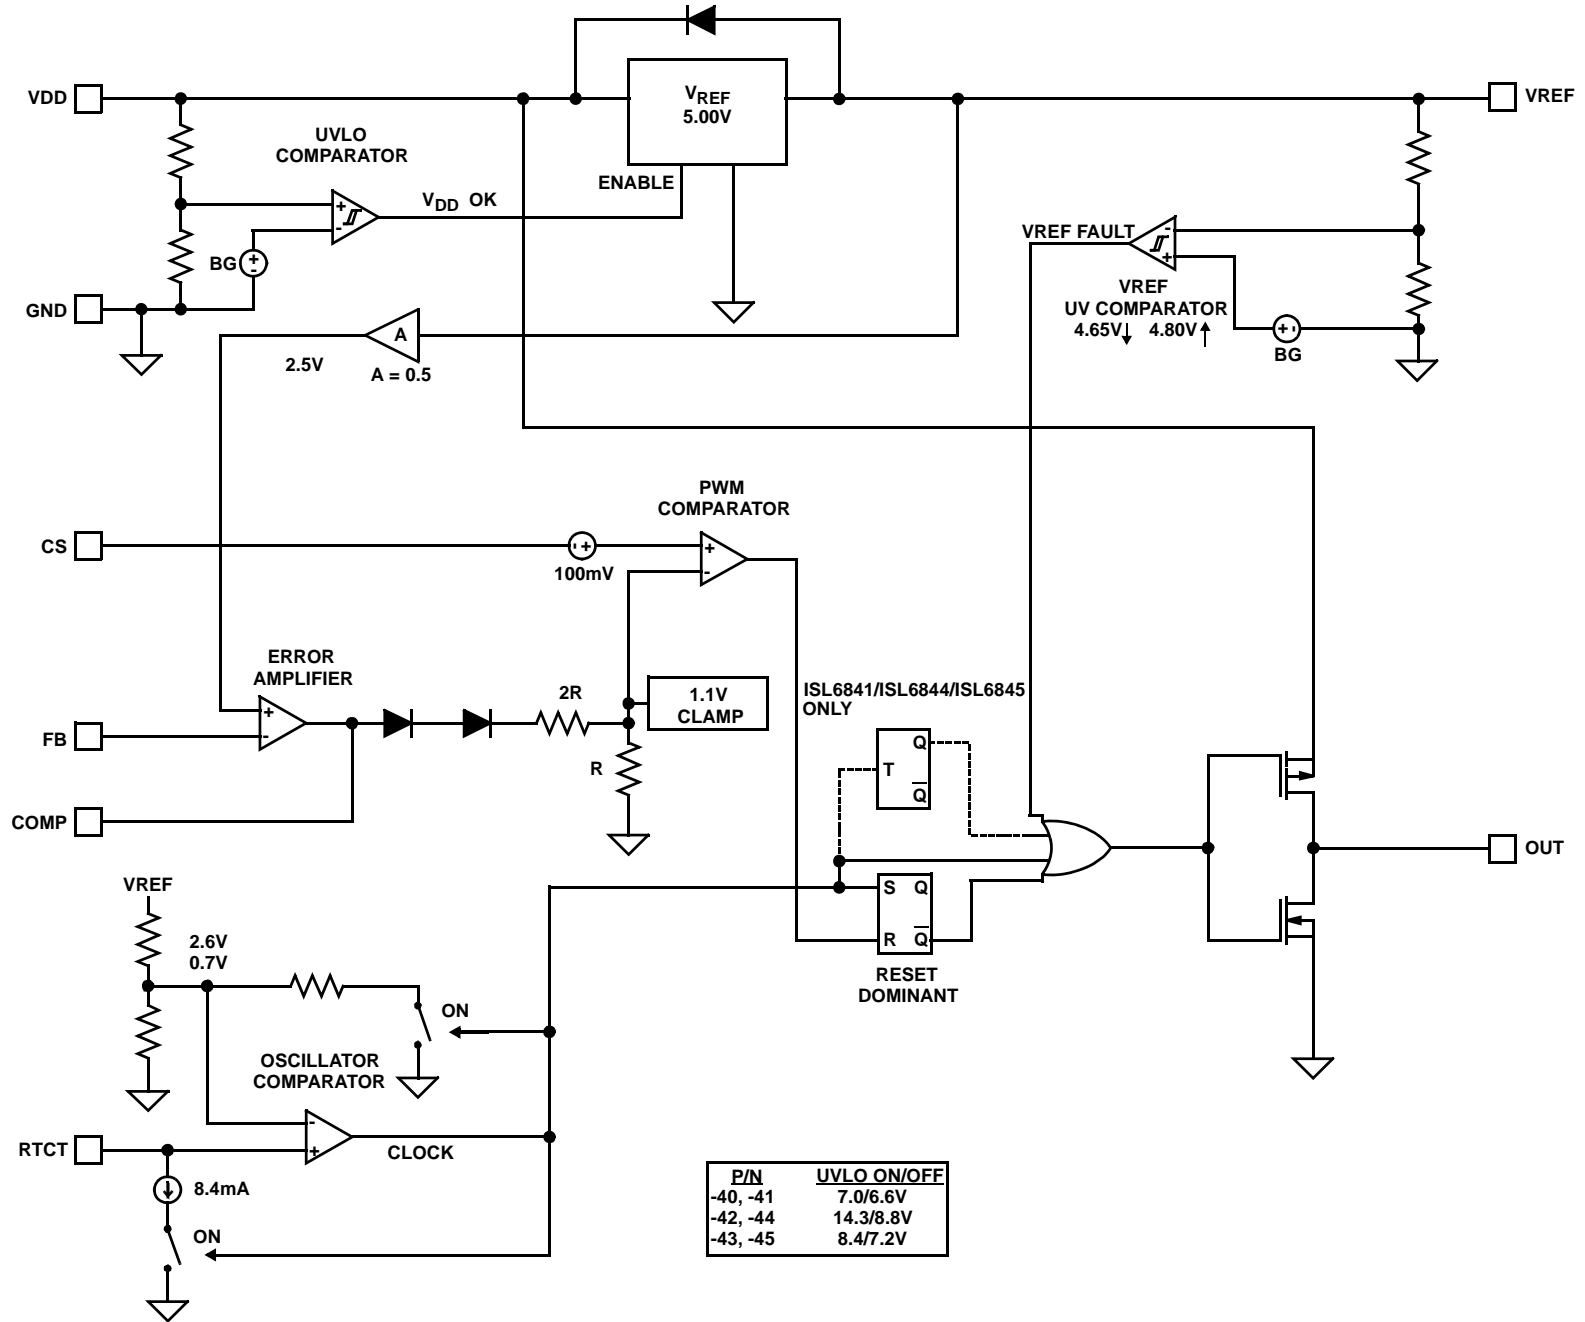 VDD
VREF
5.00V
VREF
UVLO
COMPARATOR
ENABLE
+
-
VDD OK
BG
+
-
GND
VREF FAULT
-
+
VREF
UV COMPARATOR
4.65V↓ 4.80V↑
+ -
BG
A
2.5V
A = 0.5
PWM
COMPARATOR
CS
- +
100mV
+
-
ERROR
AMPLIFIER
+
-
FB
2R
1.1V
CLAMP
R
COMP
ISL6841/ISL6844/ISL6845
ONLY
Q
T
Q
OUT
S Q
R Q
RESET
DOMINANT
VREF
2.6V
0.7V
ON
OSCILLATOR
COMPARATOR
-
+
RTCT
CLOCK
8.4mA
ON
P/N UVLO ON/OFF
-40, -41 7.0/6.6V
-42, -44 14.3/8.8V
-43, -45 8.4/7.2V